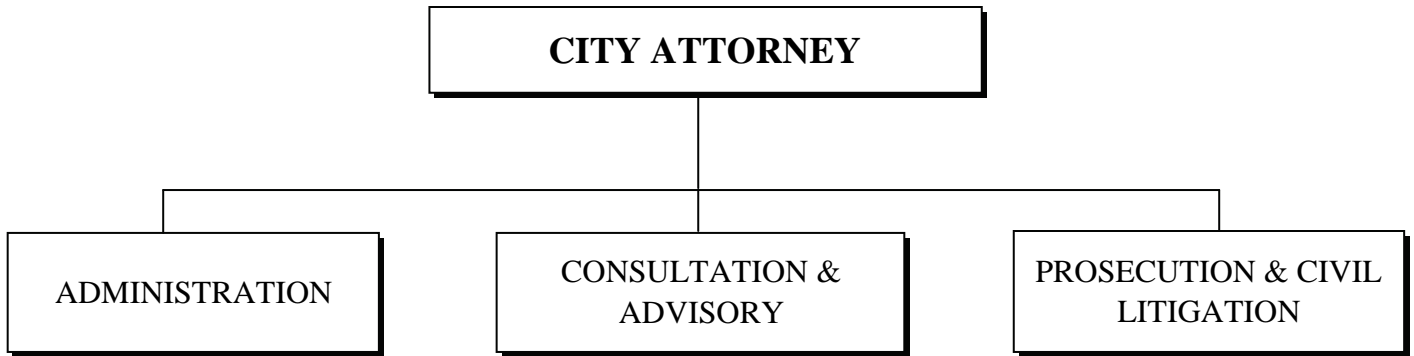 CITY ATTORNEY
ADMINISTRATION
CONSULTATION &
ADVISORY
PROSECUTION & CIVIL
LITIGATION